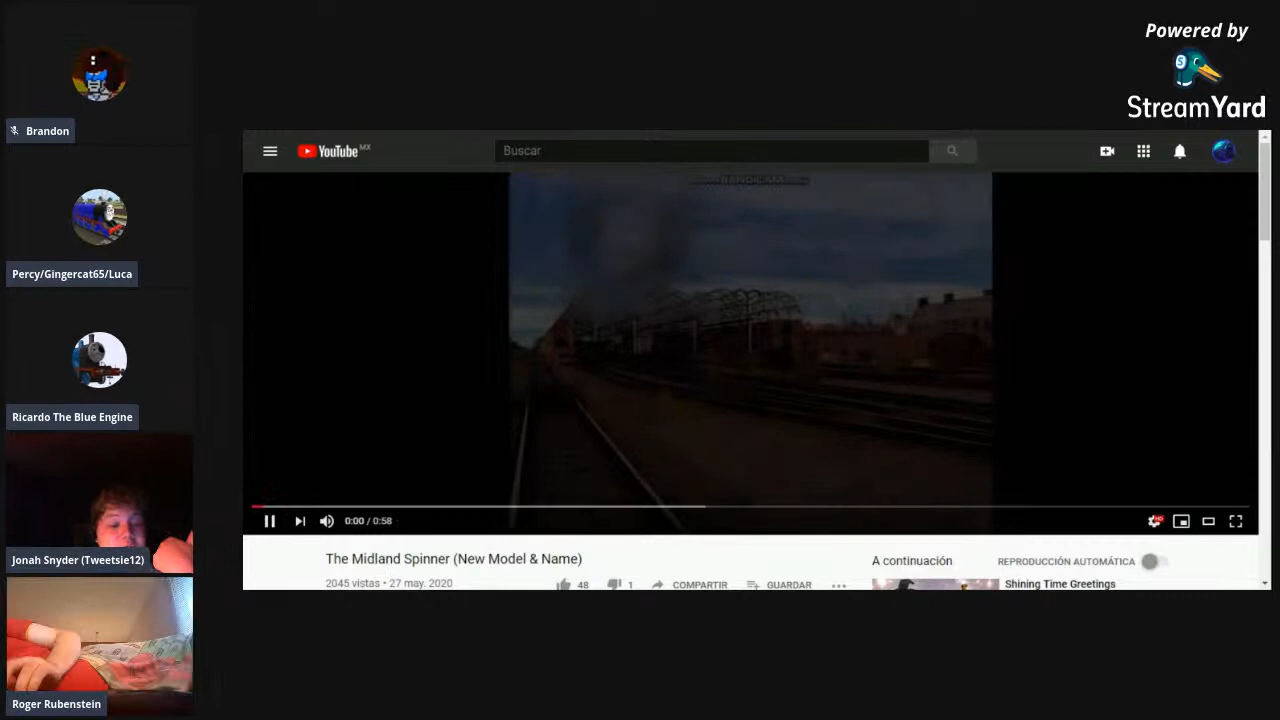 Powered by
StreamYard
Brandon
Percy/Gingercat65/Luca
Ricardo The Blue Engine
Jonah Snyder (Tweetsie12)
Roger Rubenstein
YouTube MX
Buscar
0:00 / 0:58
The Midland Spinner (New Model & Name)
2045 vistas • 27 may. 2020
48
1
COMPARTIR
GUARDAR
A continuación
REPRODUCCIÓN AUTOMÁTICA
Shining Time Greetings